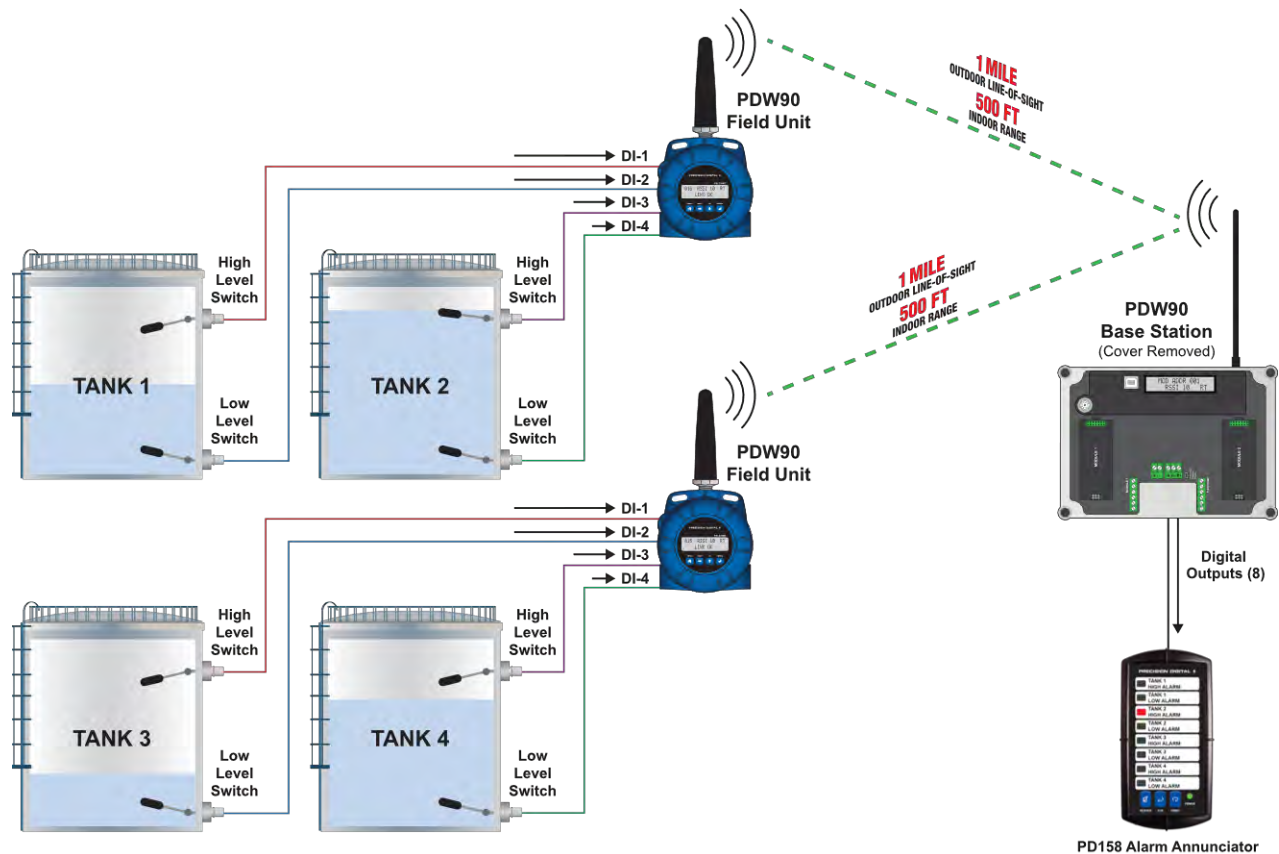 PDW90
Field Unit
1 MILE
OUTDOOR LINE-OF-SIGHT
500 FT
INDOOR RANGE
DI-1
DI-2
DI-3
DI-4
High
Level
Switch
High
Level
Switch
TANK 1
TANK 2
Low
Level
Switch
Low
Level
Switch
1 MILE
OUTDOOR LINE-OF-SIGHT
500 FT
INDOOR RANGE
PDW90
Base Station
(Cover Removed)
MOD ADDR 001
RSSI 10 RT
PDW90
Field Unit
DI-1
DI-2
DI-3
DI-4
High
Level
Switch
High
Level
Switch
TANK 3
TANK 4
Low
Level
Switch
Low
Level
Switch
Digital
Outputs (8)
PRECISION DIGITAL
TANK 1
HIGH ALARM
TANK 1
LOW ALARM
TANK 2
HIGH ALARM
TANK 2
LOW ALARM
TANK 3
HIGH ALARM
TANK 3
LOW ALARM
TANK 4
HIGH ALARM
TANK 4
LOW ALARM
PD158 Alarm Annunciator